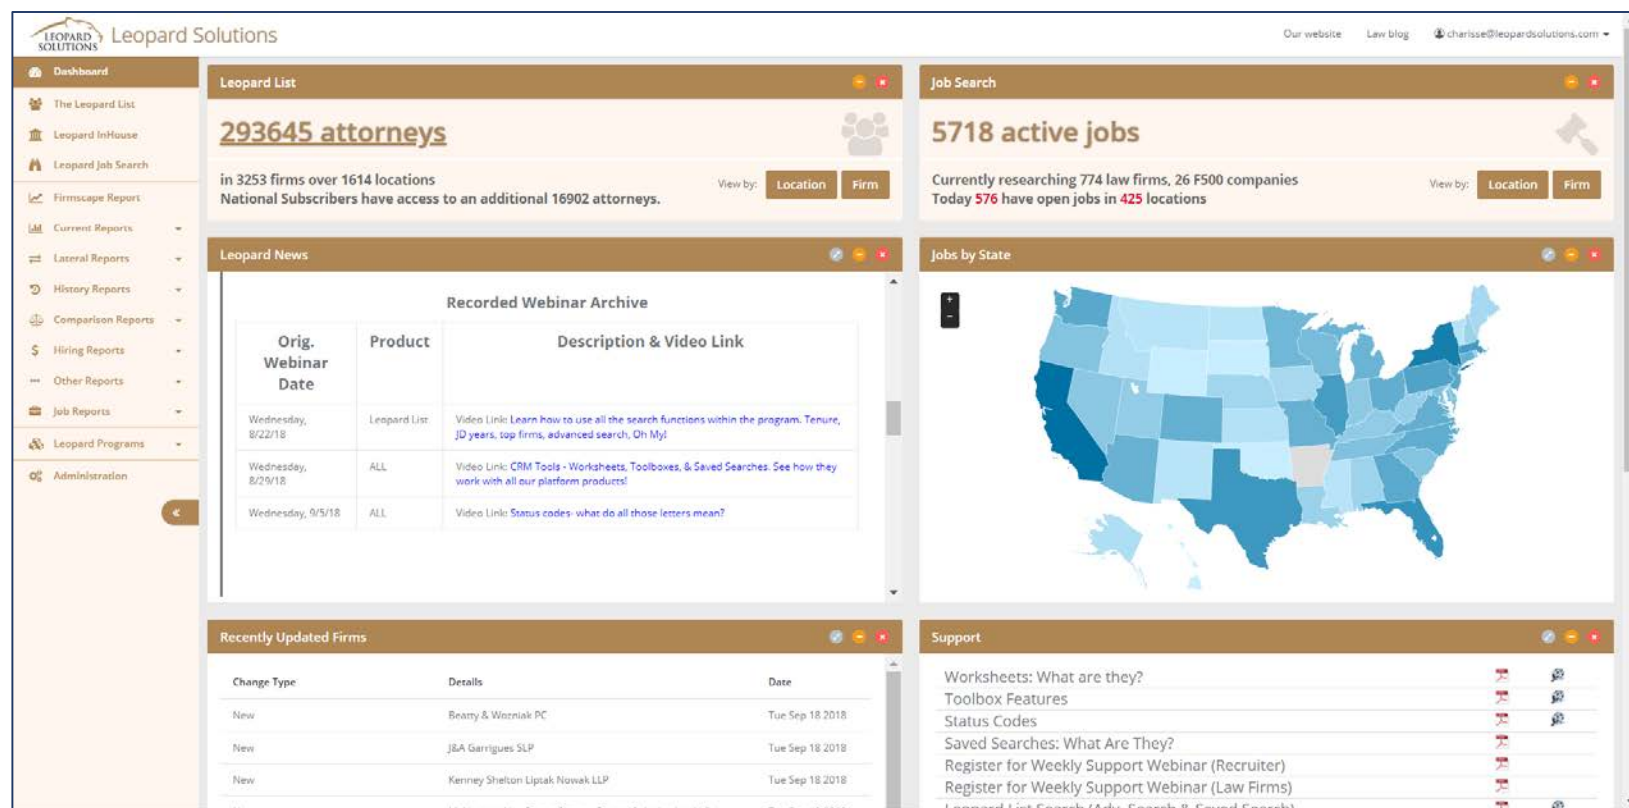 LEOPARD
SOLUTIONS
Leopard Solutions
Our website
Law blog
charisse@leopardsolutions.com
Dashboard
The Leopard List
Leopard InHouse
Leopard Job Search
Firmscape Report
Current Reports
Lateral Reports
History Reports
Comparison Reports
$ Hiring Reports
Other Reports
Job Reports
Leopard Programs
Administration
Leopard List
293645 attorneys
in 3253 firms over 1614 locations
National Subscribers have access to an additional 16902 attorneys.
View by: Location Firm
Job Search
5718 active jobs
Currently researching 774 law firms, 26 F500 companies
Today 576 have open jobs in 425 locations
View by: Location Firm
Leopard News
Recorded Webinar Archive
Orig.
Webinar
Date
Product
Description & Video Link
Wednesday,
8/22/18
Leopard List
Video Link: Learn how to use all the search functions within the program. Tenure,
JD years, top firms, advanced search, Oh My!
Wednesday,
8/29/18
ALL
Video Link: CRM Tools - Worksheets, Toolboxes, & Saved Searches. See how they
work with all our platform products!
Wednesday, 9/5/18
ALL
Video Link: Status codes- what do all those letters mean?
Jobs by State
+
-
Recently Updated Firms
Change Type Details Date
New Beatty & Wozniak PC Tue Sep 18 2018
New J&A Garrigues SLP Tue Sep 18 2018
New Kenney Shelton Liptak Nowak LLP Tue Sep 18 2018
Support
Worksheets: What are they?
Toolbox Features
Status Codes
Saved Searches: What Are They?
Register for Weekly Support Webinar (Recruiter)
Register for Weekly Support Webinar (Law Firms)
Leopard List Search (Adv. Search & Saved Search)